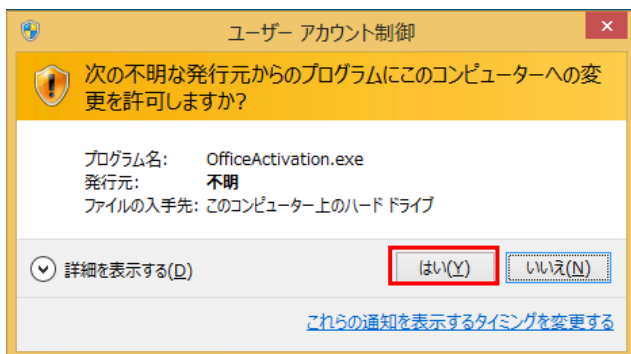 ユーザー アカウント制御
次の不明な発行元からのプログラムにこのコンピューターへの変
更を許可しますか?
プログラム名: OfficeActivation.exe
発行元: 不明
ファイルの入手先: このコンピューター上のハード ドライブ
詳細を表示する(D) はい(Y) いいえ(N)
これらの通知を表示するタイミングを変更する